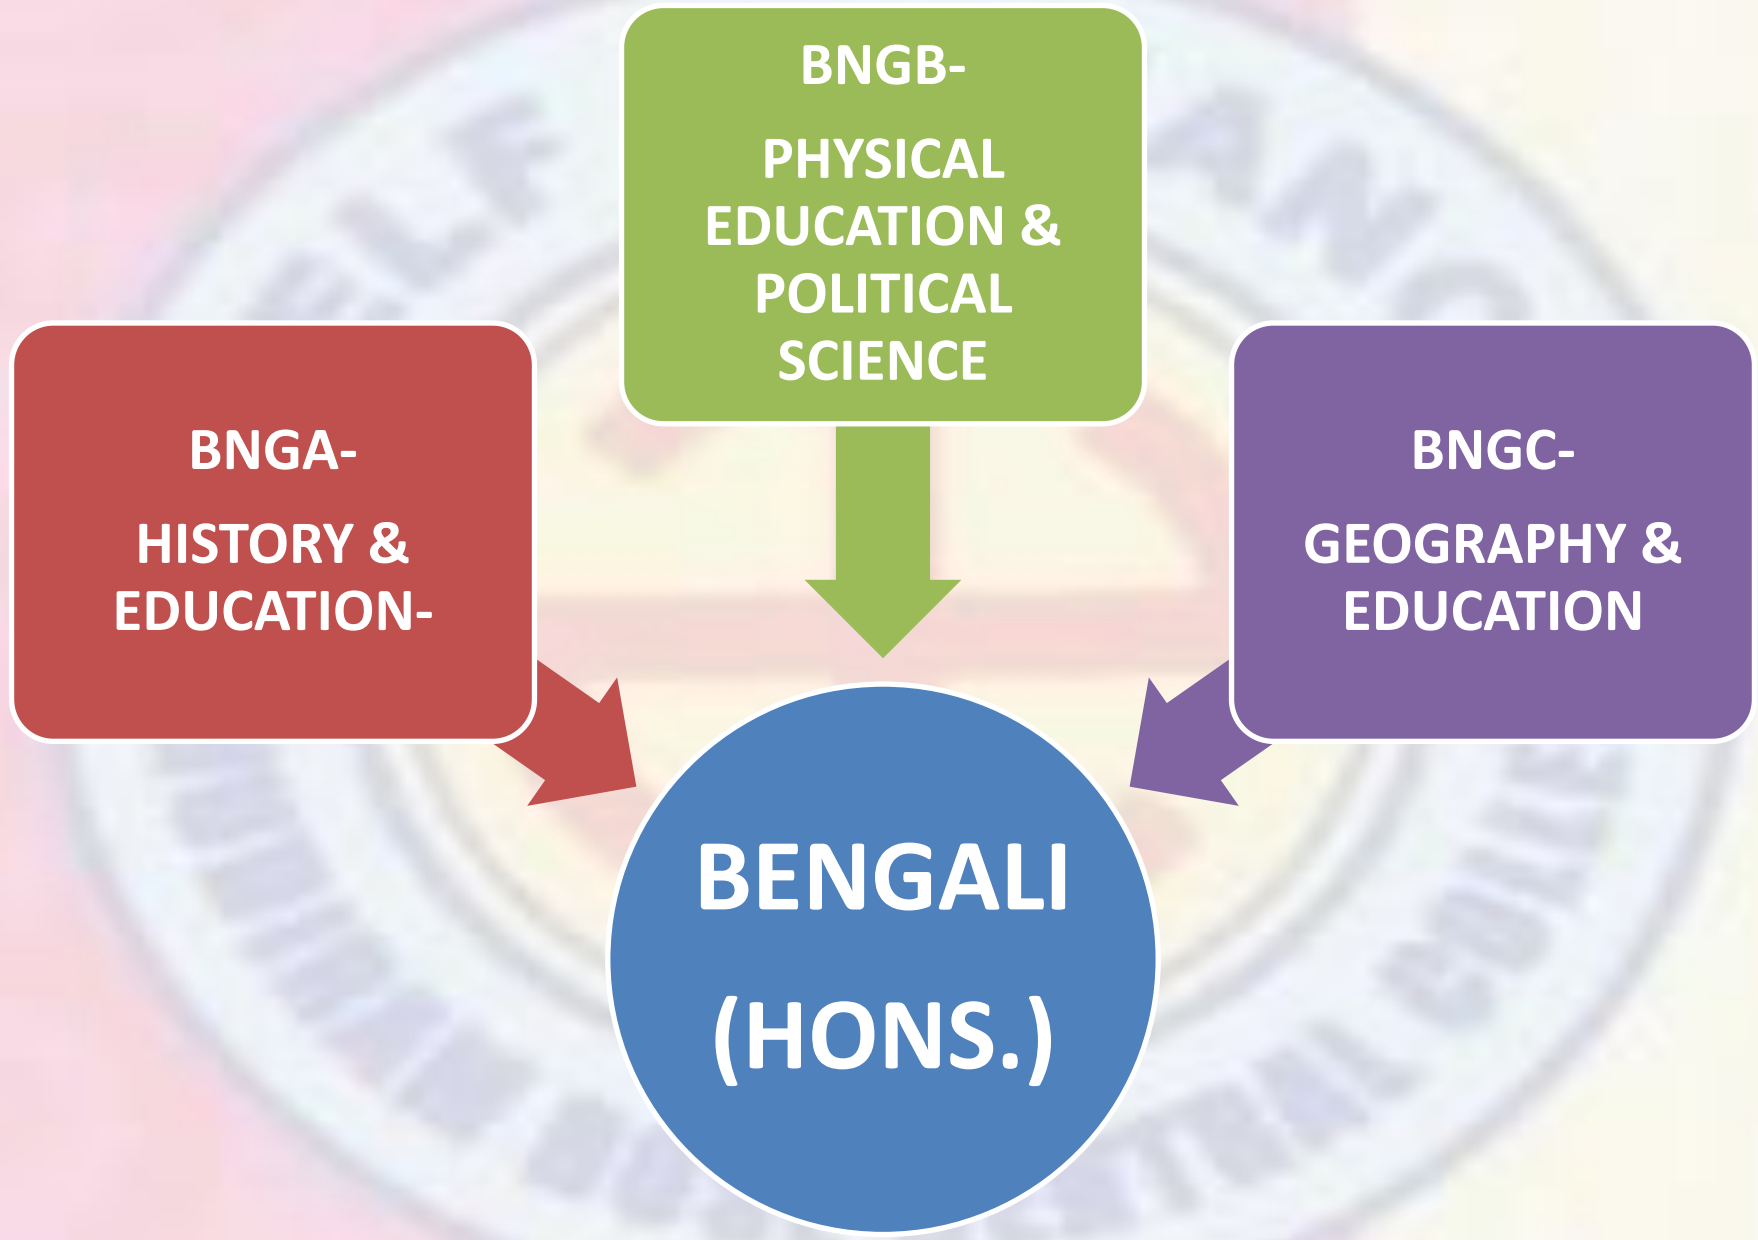 BNGB-
PHYSICAL
EDUCATION &
POLITICAL
SCIENCE
BNGA-
HISTORY &
EDUCATION-
BNGC-
GEOGRAPHY &
EDUCATION
BENGALI
(HONS.)